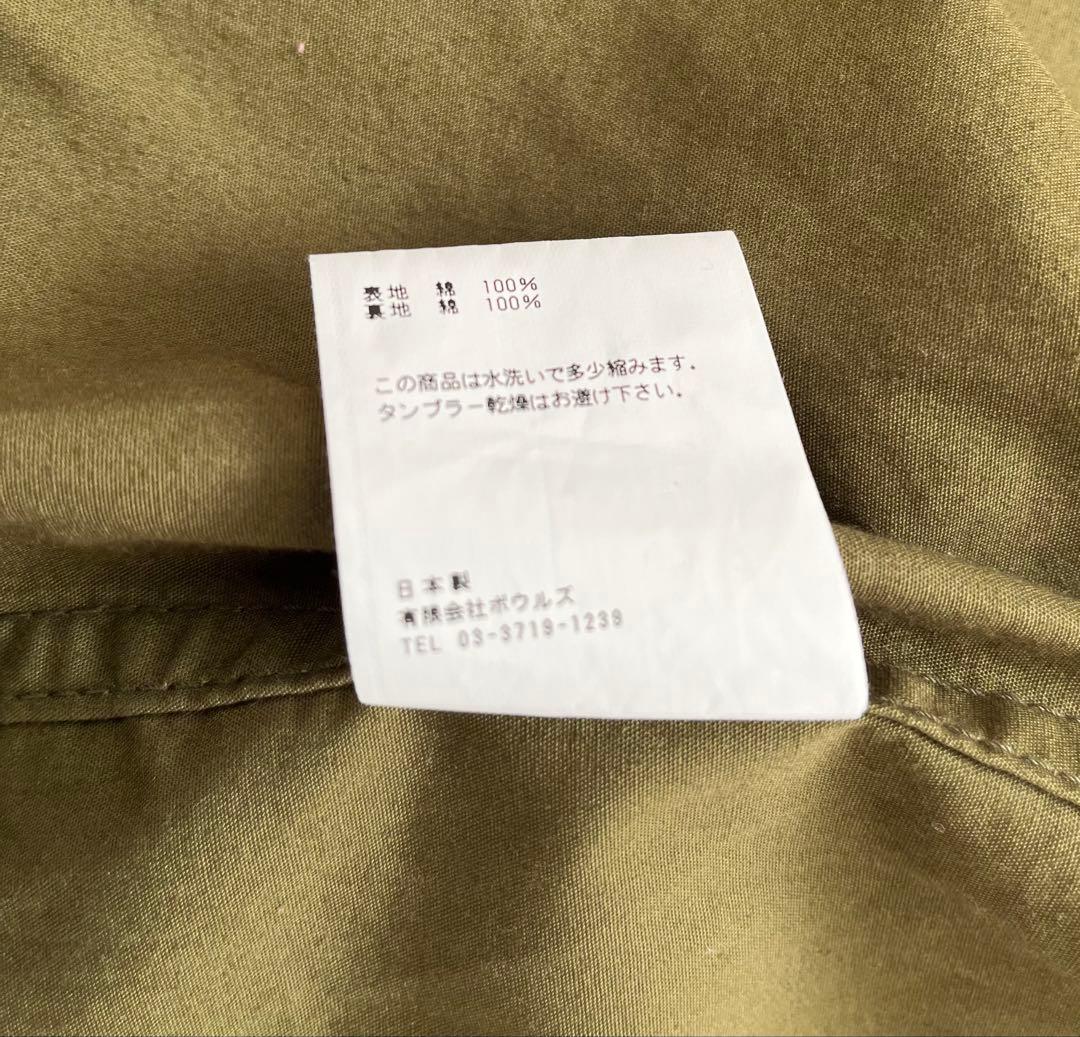 表地 綿 100%
裏地 綿 100%
この商品は水洗いで多少縮みます.
タンブラー乾燥はお避け下さい.
日本製
有限会社ボウルズ
TEL 03-3719-1239